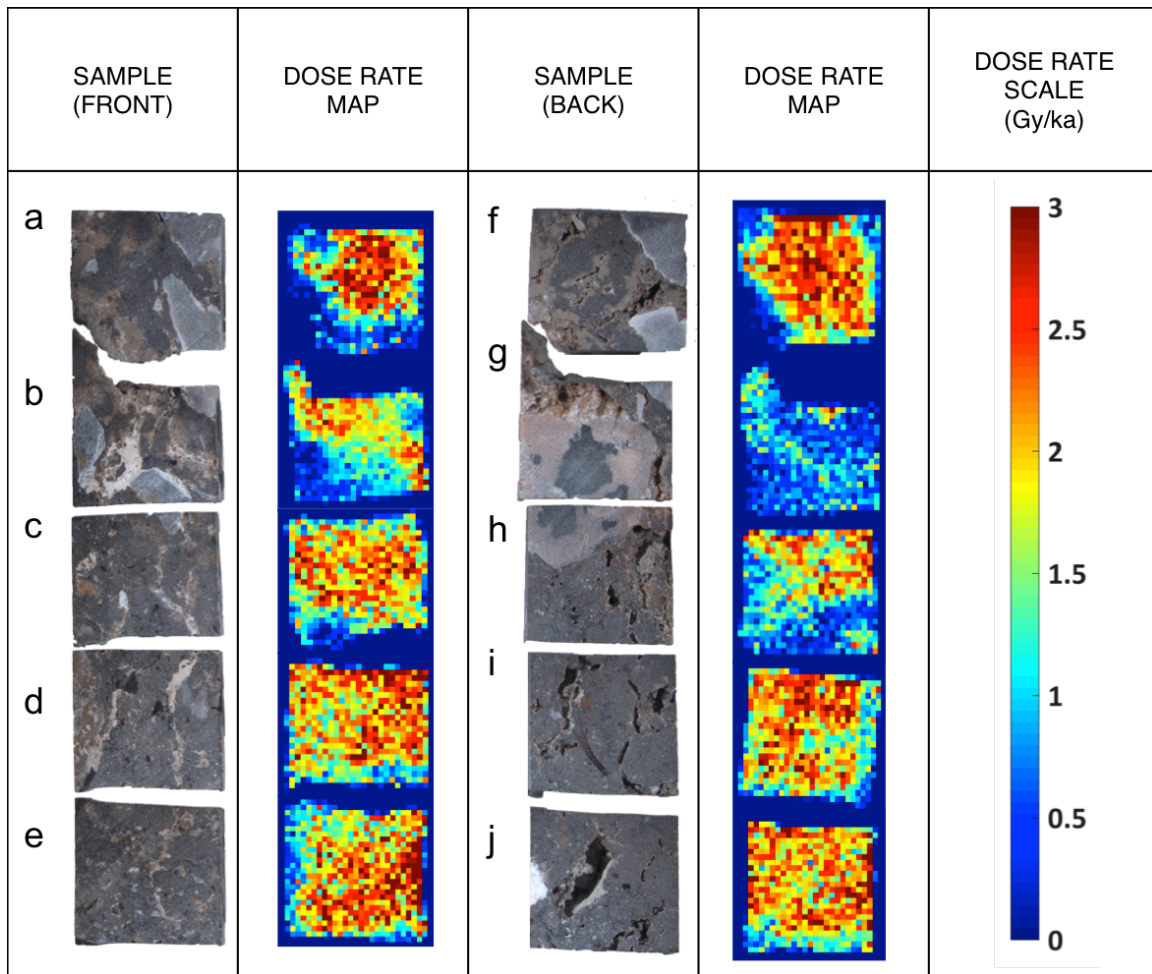 SAMPLE
(FRONT)
DOSE RATE
MAP
SAMPLE
(BACK)
DOSE RATE
MAP
DOSE RATE
SCALE
(Gy/ka)
a
f
3
g
b
2.5
c
h
2
1.5
d
i
1
e
j
0.5
0